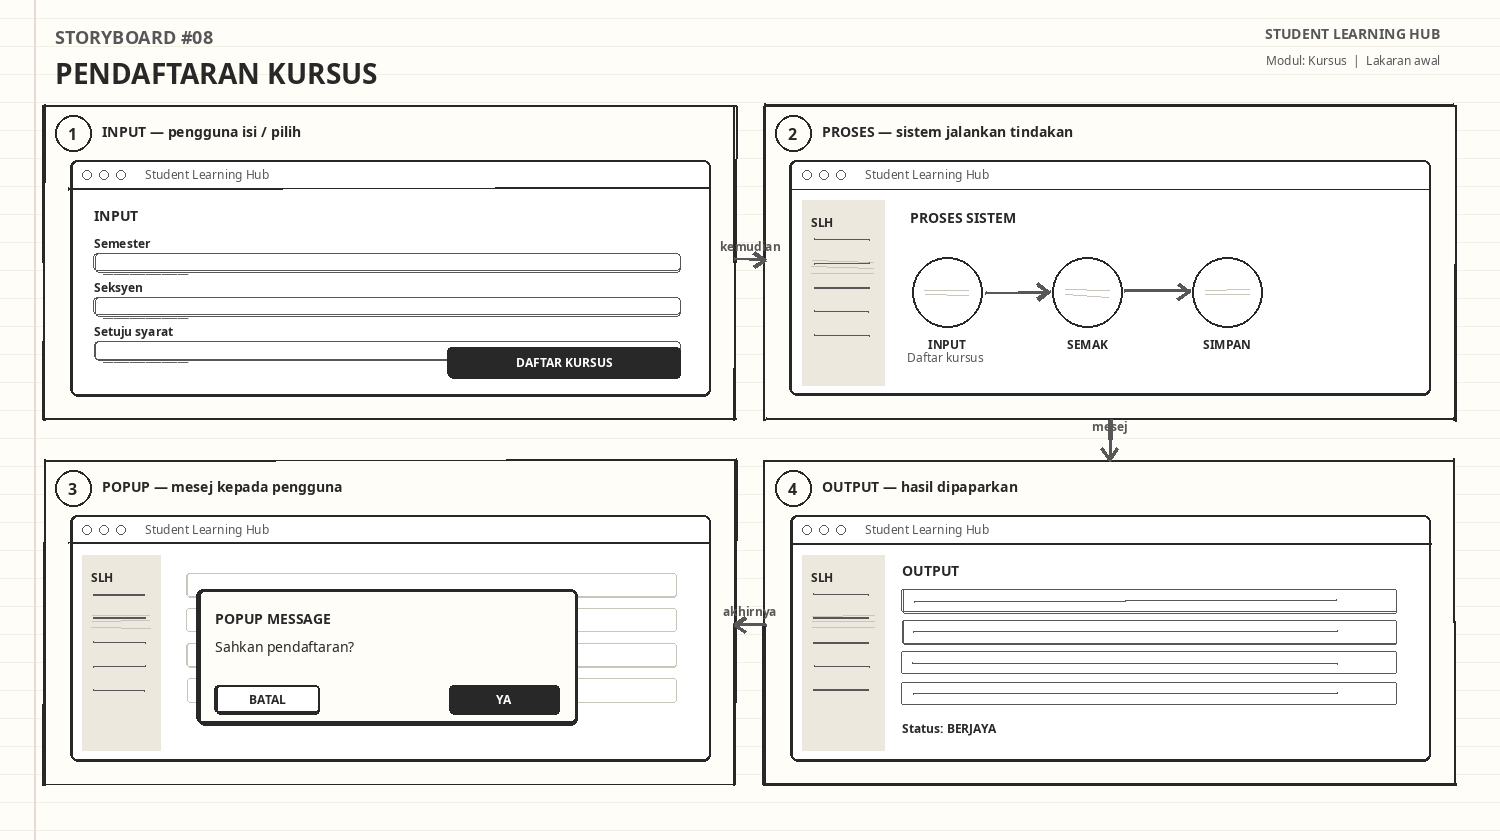 STORYBOARD #08
PENDAFTARAN KURSUS
STUDENT LEARNING HUB
Modul: Kursus | Lakaran awal
1
INPUT — pengguna isi / pilih
Student Learning Hub
INPUT
Semester
Seksyen
Setuju syarat
DAFTAR KURSUS
kemudian
2
PROSES — sistem jalankan tindakan
Student Learning Hub
SLH
PROSES SISTEM
INPUT
Daftar kursus
SEMAK
SIMPAN
mesej
3
POPUP — mesej kepada pengguna
Student Learning Hub
SLH
POPUP MESSAGE
Sahkan pendaftaran?
BATAL
YA
akhirnya
4
OUTPUT — hasil dipaparkan
Student Learning Hub
SLH
OUTPUT
Status: BERJAYA